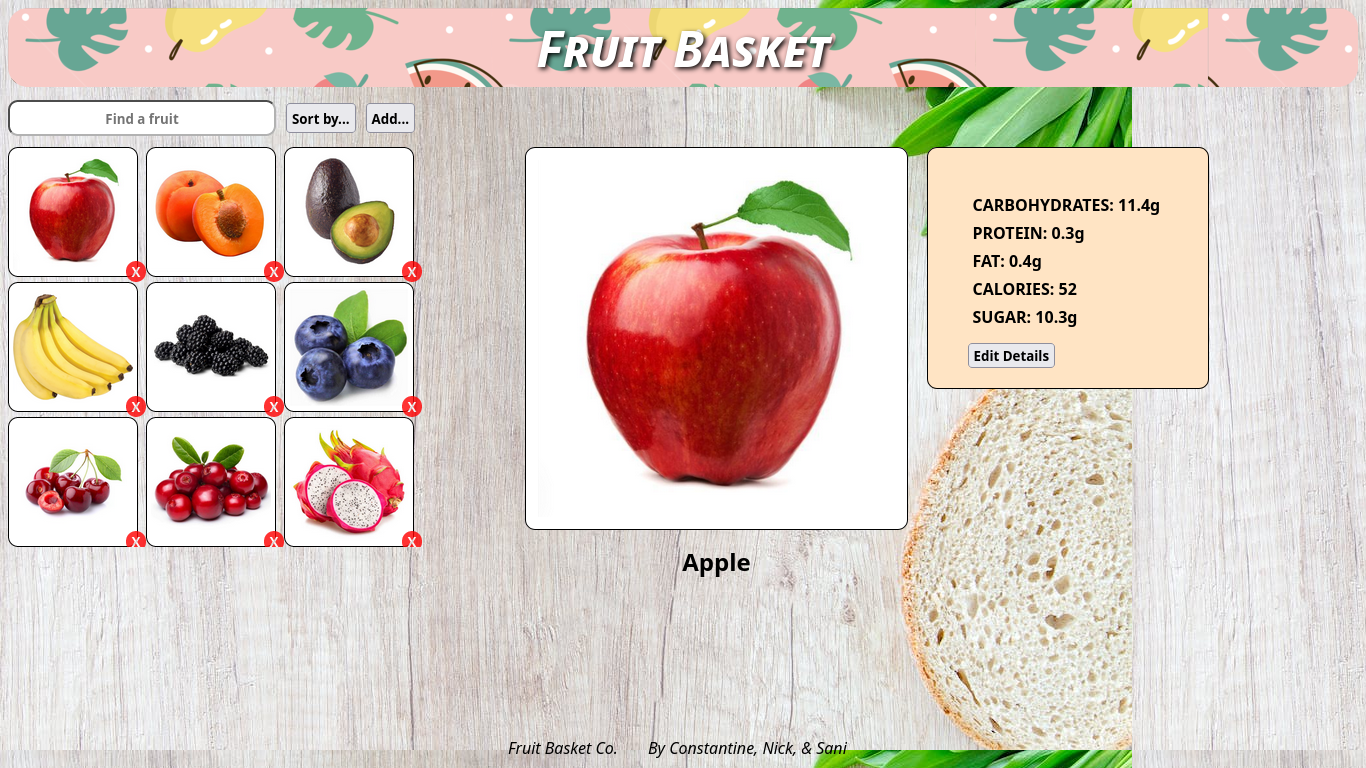 Fruit Basket
Find a fruit
Sort by...
Add...
X
X
X
X
X
X
X
X
X
CARBOHYDRATES: 11.4g
PROTEIN: 0.3g
FAT: 0.4g
CALORIES: 52
SUGAR: 10.3g
Edit Details
Apple
Fruit Basket Co. By Constantine, Nick, & Sani